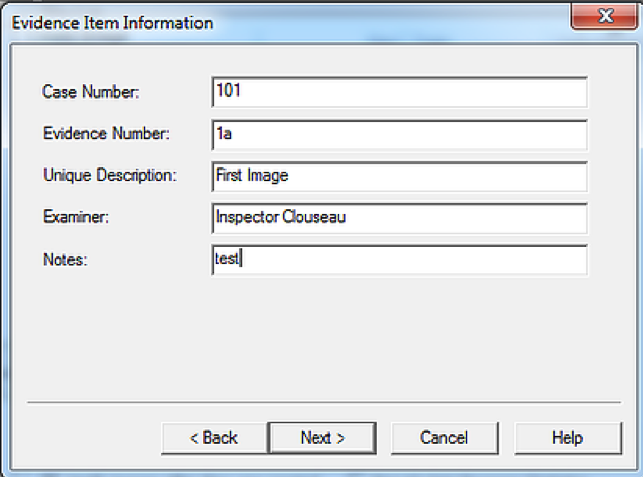 Evidence Item Information
Case Number: 101
Evidence Number: 1a
Unique Description: First Image
Examiner: Inspector Clouseau
Notes: test
< Back Next > Cancel Help